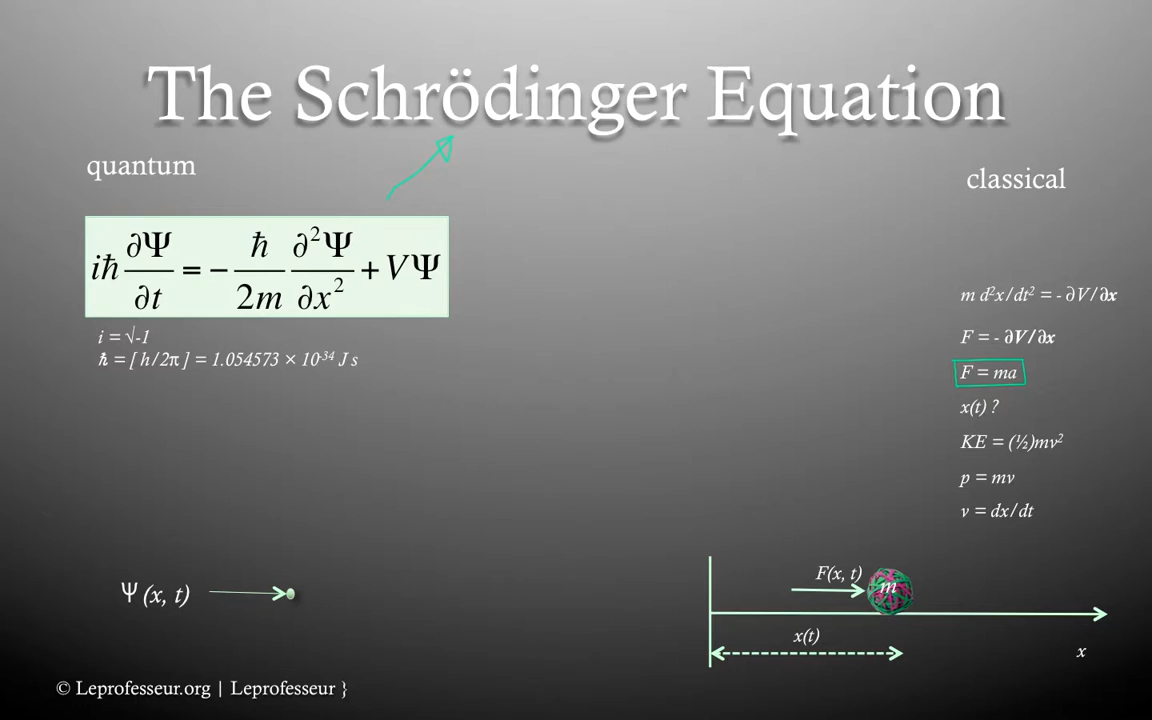 The Schrödinger Equation
quantum
iħ ∂Ψ/∂t = - ħ/2m ∂²Ψ/∂x² + VΨ
i = √-1
ħ = [ h/2π ] = 1.054573 × 10⁻³⁴ J s
Ψ (x, t)
classical
m d²x/dt² = - ∂V/∂x
F = - ∂V/∂x
F = ma
x(t) ?
KE = (½)mv²
p = mv
v = dx/dt
F(x, t)
m
x(t)
x
© Leprofesseur.org | Leprofesseur }